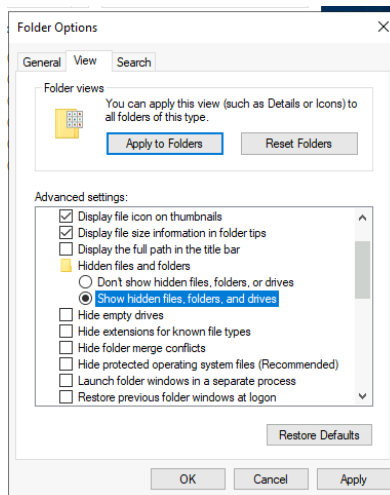 Folder Options
General View Search
Folder views
You can apply this view (such as Details or Icons) to
all folders of this type.
Apply to Folders Reset Folders
Advanced settings:
Display file icon on thumbnails
Display file size information in folder tips
Display the full path in the title bar
Hidden files and folders
Don't show hidden files, folders, or drives
Show hidden files, folders, and drives
Hide empty drives
Hide extensions for known file types
Hide folder merge conflicts
Hide protected operating system files (Recommended)
Launch folder windows in a separate process
Restore previous folder windows at logon
Restore Defaults
OK Cancel Apply